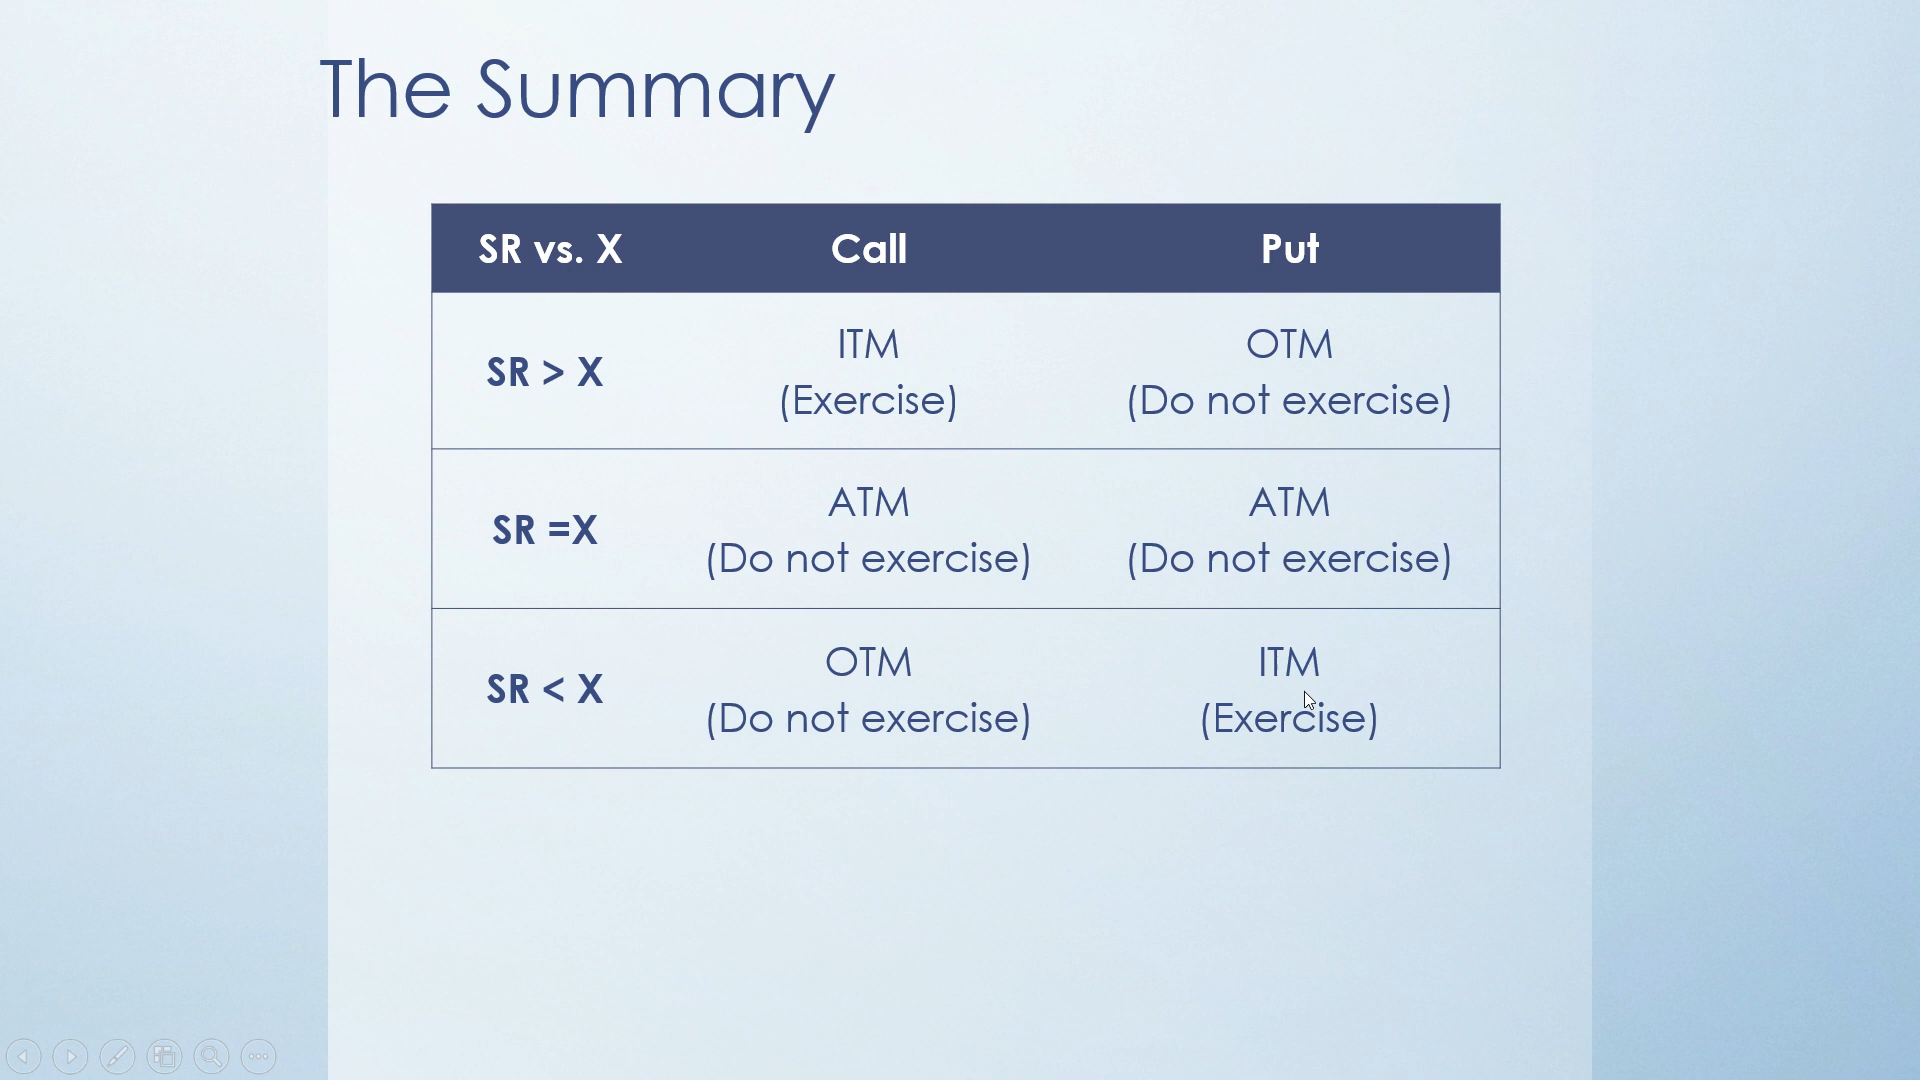 The Summary
SR vs. X Call Put
SR > X
ITM
(Exercise)
OTM
(Do not exercise)
SR =X
ATM
(Do not exercise)
ATM
(Do not exercise)
SR < X
OTM
(Do not exercise)
ITM
(Exercise)